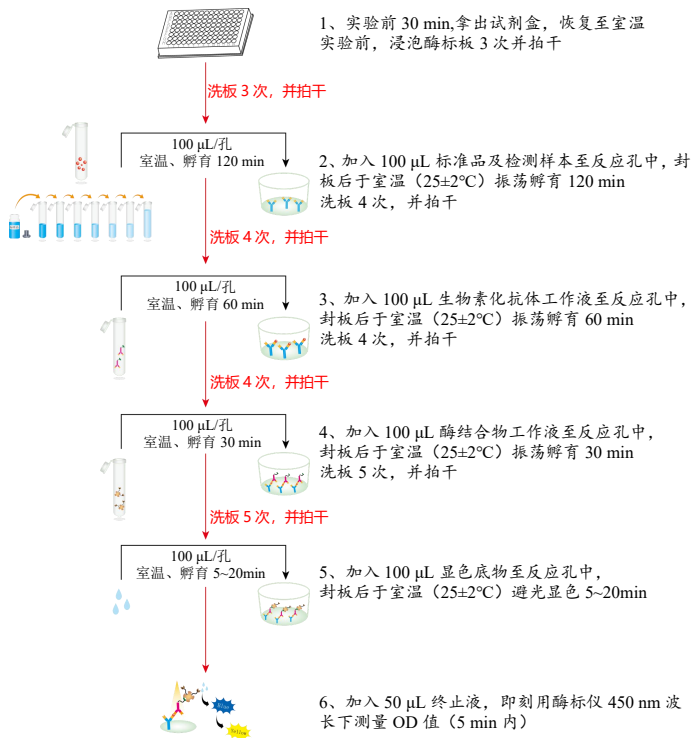 1、实验前 30 min,拿出试剂盒，恢复至室温
实验前，浸泡酶标板 3 次并拍干
洗板 3 次，并拍干
100 μL/孔
室温、孵育 120 min
2、加入 100 μL 标准品及检测样本至反应孔中，封
板后于室温（25±2℃）振荡孵育 120 min
洗板 4 次，并拍干
洗板 4 次，并拍干
100 μL/孔
室温、孵育 60 min
3、加入 100 μL 生物素化抗体工作液至反应孔中，
封板后于室温（25±2℃）振荡孵育 60 min
洗板 4 次，并拍干
洗板 4 次，并拍干
100 μL/孔
室温、孵育 30 min
4、加入 100 μL 酶结合物工作液至反应孔中，
封板后于室温（25±2℃）振荡孵育 30 min
洗板 5 次，并拍干
洗板 5 次，并拍干
100 μL/孔
室温、孵育 5~20min
5、加入 100 μL 显色底物至反应孔中，
封板后于室温（25±2℃）避光显色 5~20min
Blue
Yellow
6、加入 50 μL 终止液，即刻用酶标仪 450 nm 波
长下测量 OD 值（5 min 内）